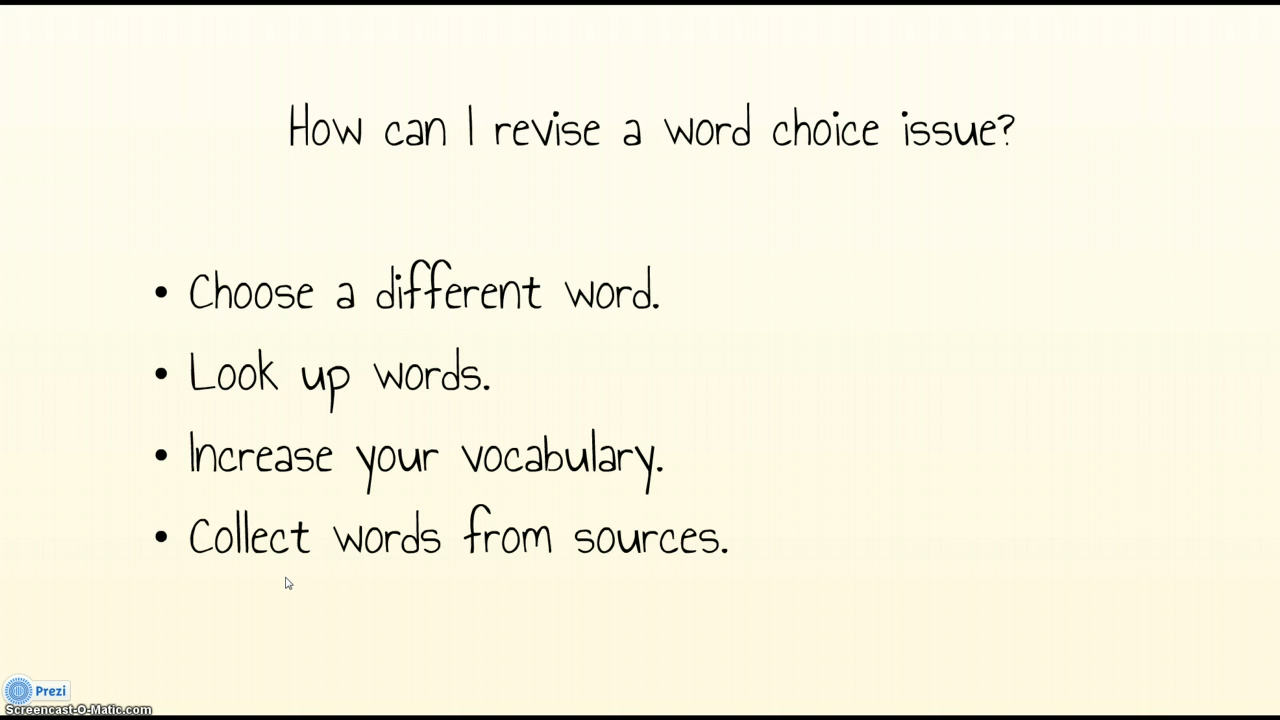 How can I revise a word choice issue?
• Choose a different word.
• Look up words.
• Increase your vocabulary.
• Collect words from sources.
Prezi
Screencast-O-Matic.com